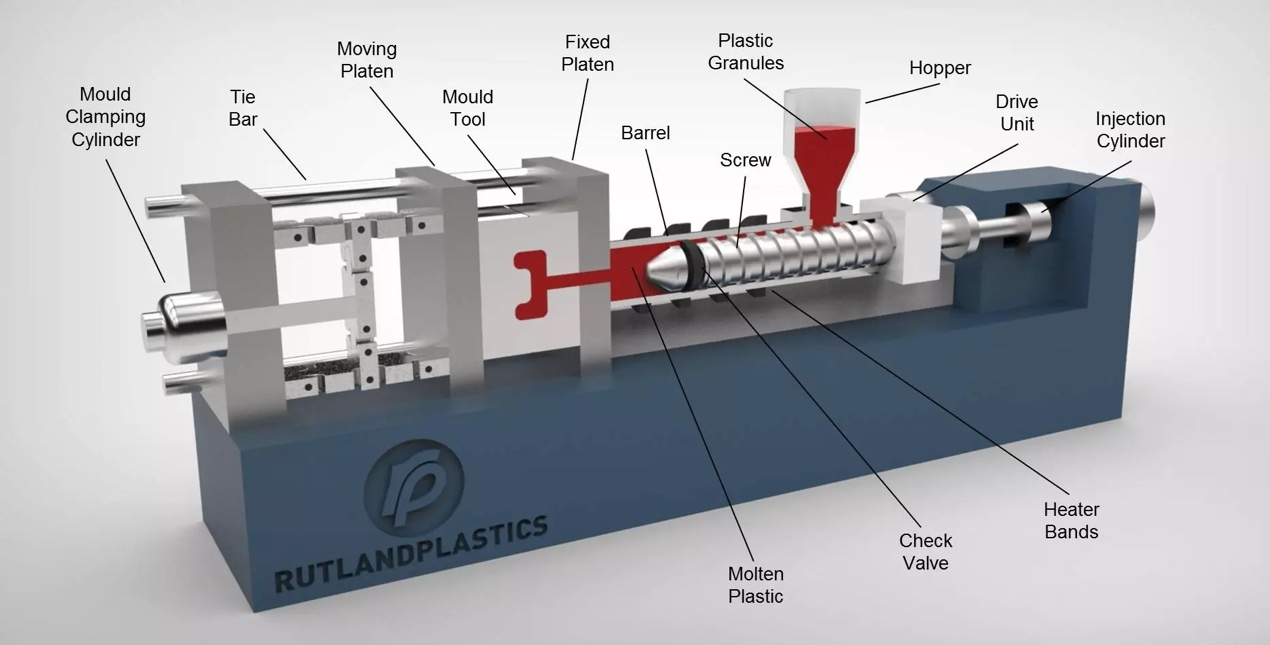 Mould
Clamping
Cylinder
Tie
Bar
Moving
Platen
Mould
Tool
Fixed
Platen
Barrel
Plastic
Granules
Screw
Hopper
Drive
Unit
Injection
Cylinder
Heater
Bands
Check
Valve
Molten
Plastic
rp
RUTLANDPLASTICS